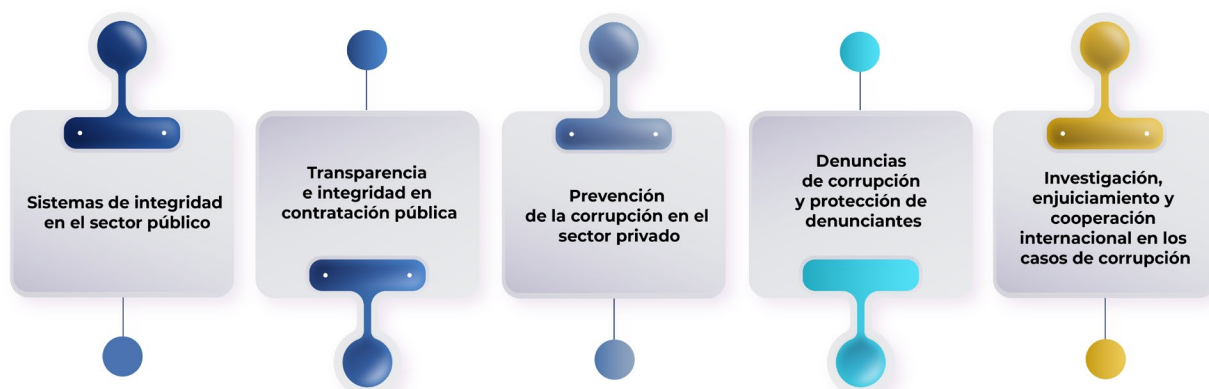 Sistemas de integridad
en el sector público
Transparencia
e integridad en
contratación pública
Prevención
de la corrupción en el
sector privado
Denuncias
de corrupción
y protección de
denunciantes
Investigación,
enjuiciamiento y
cooperación
internacional en los
casos de corrupción